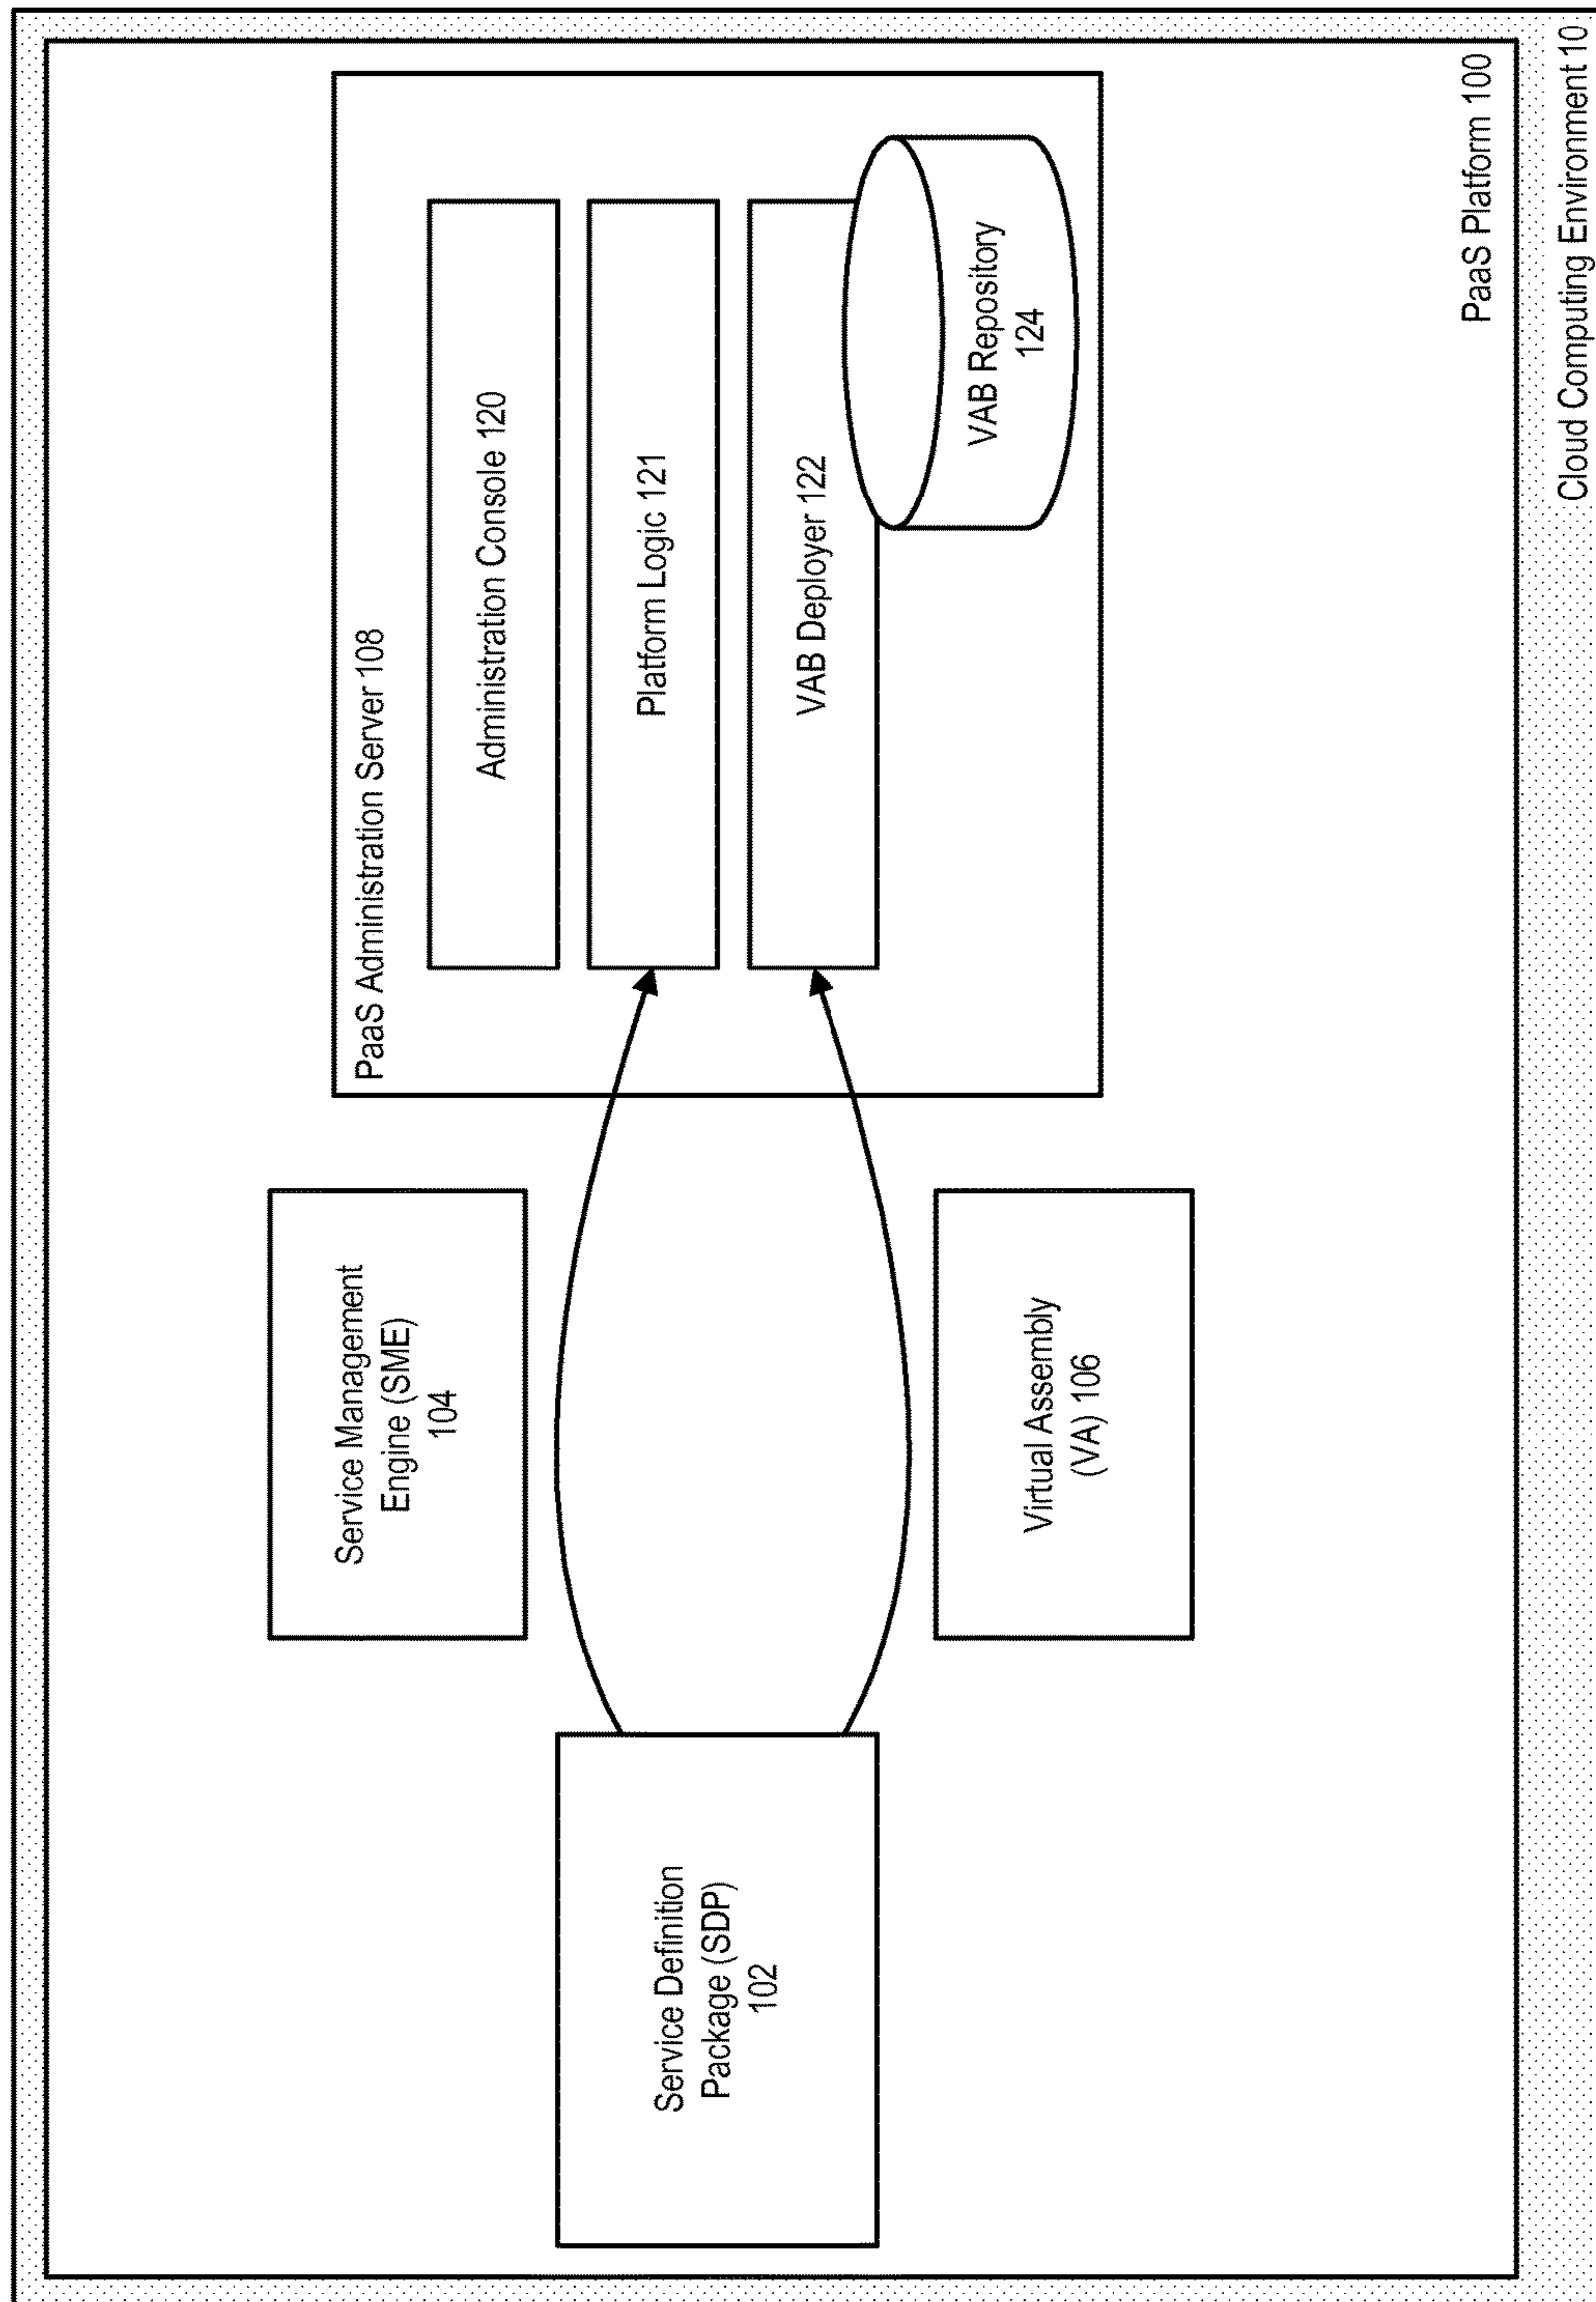 PaaS Administration Server 108
Administration Console 120
Platform Logic 121
VAB Deployer 122
VAB Repository
124
Service Management
Engine (SME)
104
Service Definition
Package (SDP)
102
Virtual Assembly
(VA) 106
PaaS Platform 100
Cloud Computing Environment 10